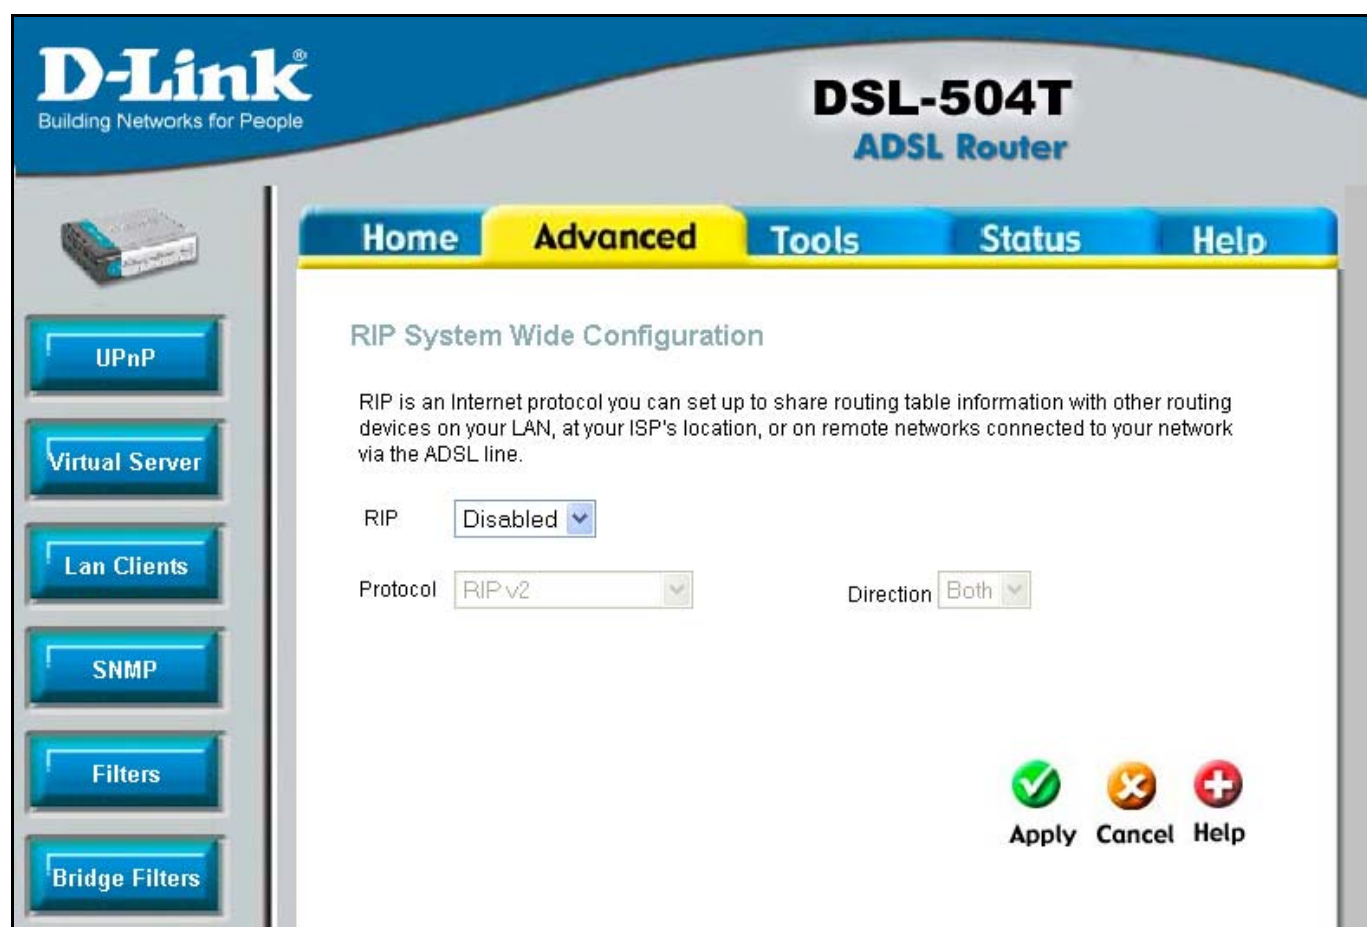 D-Link®
Building Networks for People
DSL-504T
ADSL Router
Home
Advanced
Tools
Status
Help
UPnP
Virtual Server
Lan Clients
SNMP
Filters
Bridge Filters
RIP System Wide Configuration
RIP is an Internet protocol you can set up to share routing table information with other routing
devices on your LAN, at your ISP's location, or on remote networks connected to your network
via the ADSL line.
RIP Disabled
Protocol RIP v2 Direction Both
Apply Cancel Help